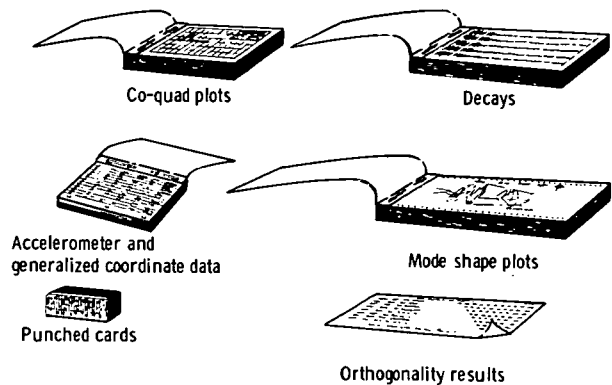 Co-quad plots
Decays
Accelerometer and
generalized coordinate data
Mode shape plots
Punched cards
Orthogonality results